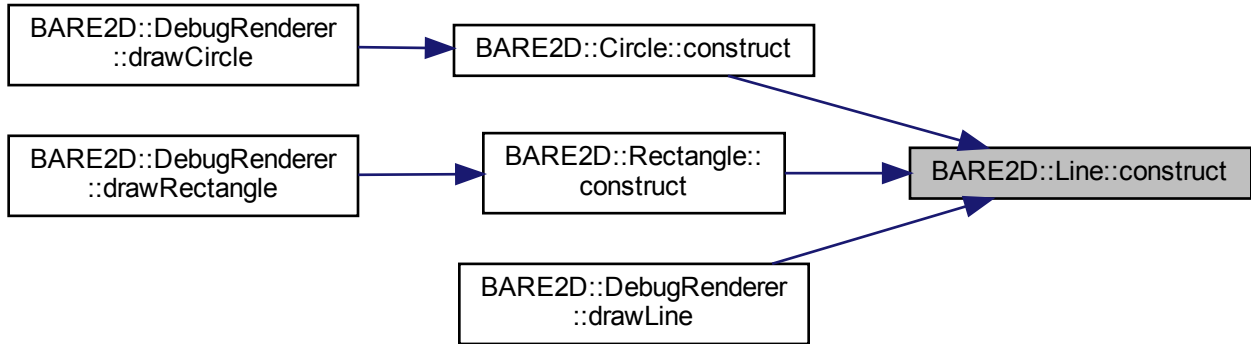 BARE2D::DebugRenderer
::drawCircle
BARE2D::Circle::construct
BARE2D::DebugRenderer
::drawRectangle
BARE2D::Rectangle::
construct
BARE2D::Line::construct
BARE2D::DebugRenderer
::drawLine